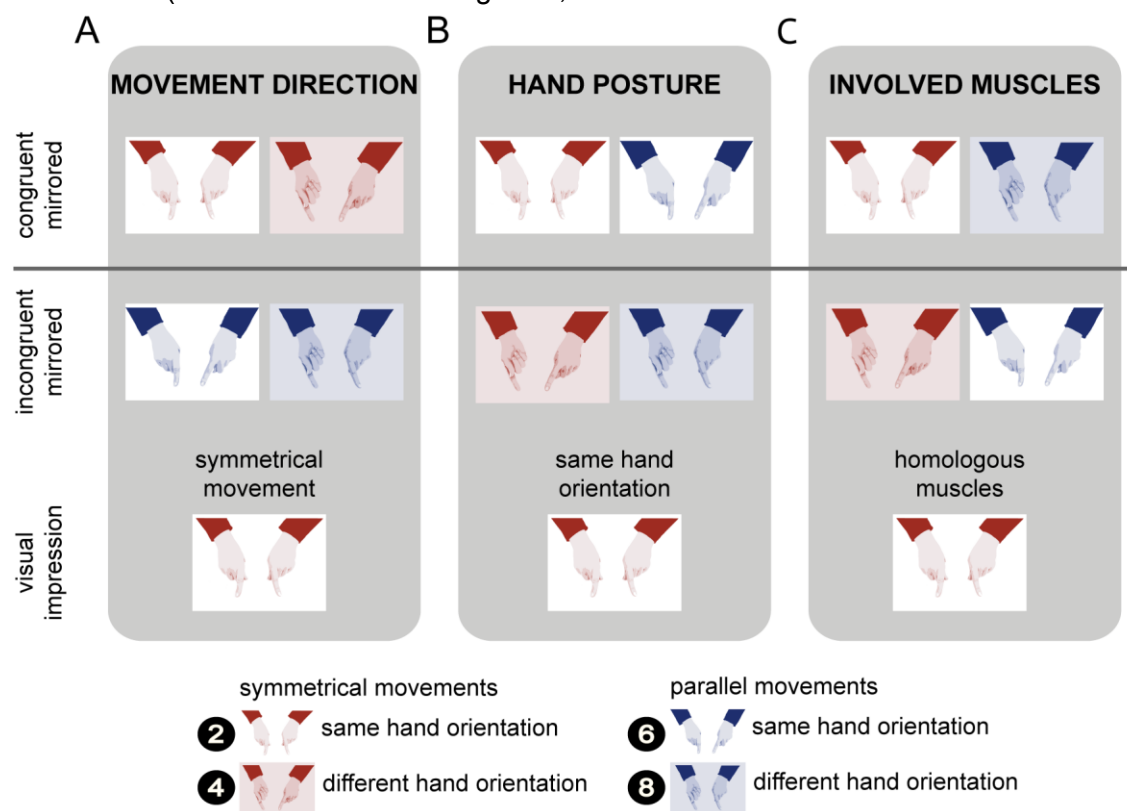 A
B
C
MOVEMENT DIRECTION
HAND POSTURE
INVOLVED MUSCLES
congruent
mirrored
incongruent
mirrored
symmetrical
movement
same hand
orientation
homologous
muscles
visual
impression
symmetrical movements
2 same hand orientation
4 different hand orientation
parallel movements
6 same hand orientation
8 different hand orientation